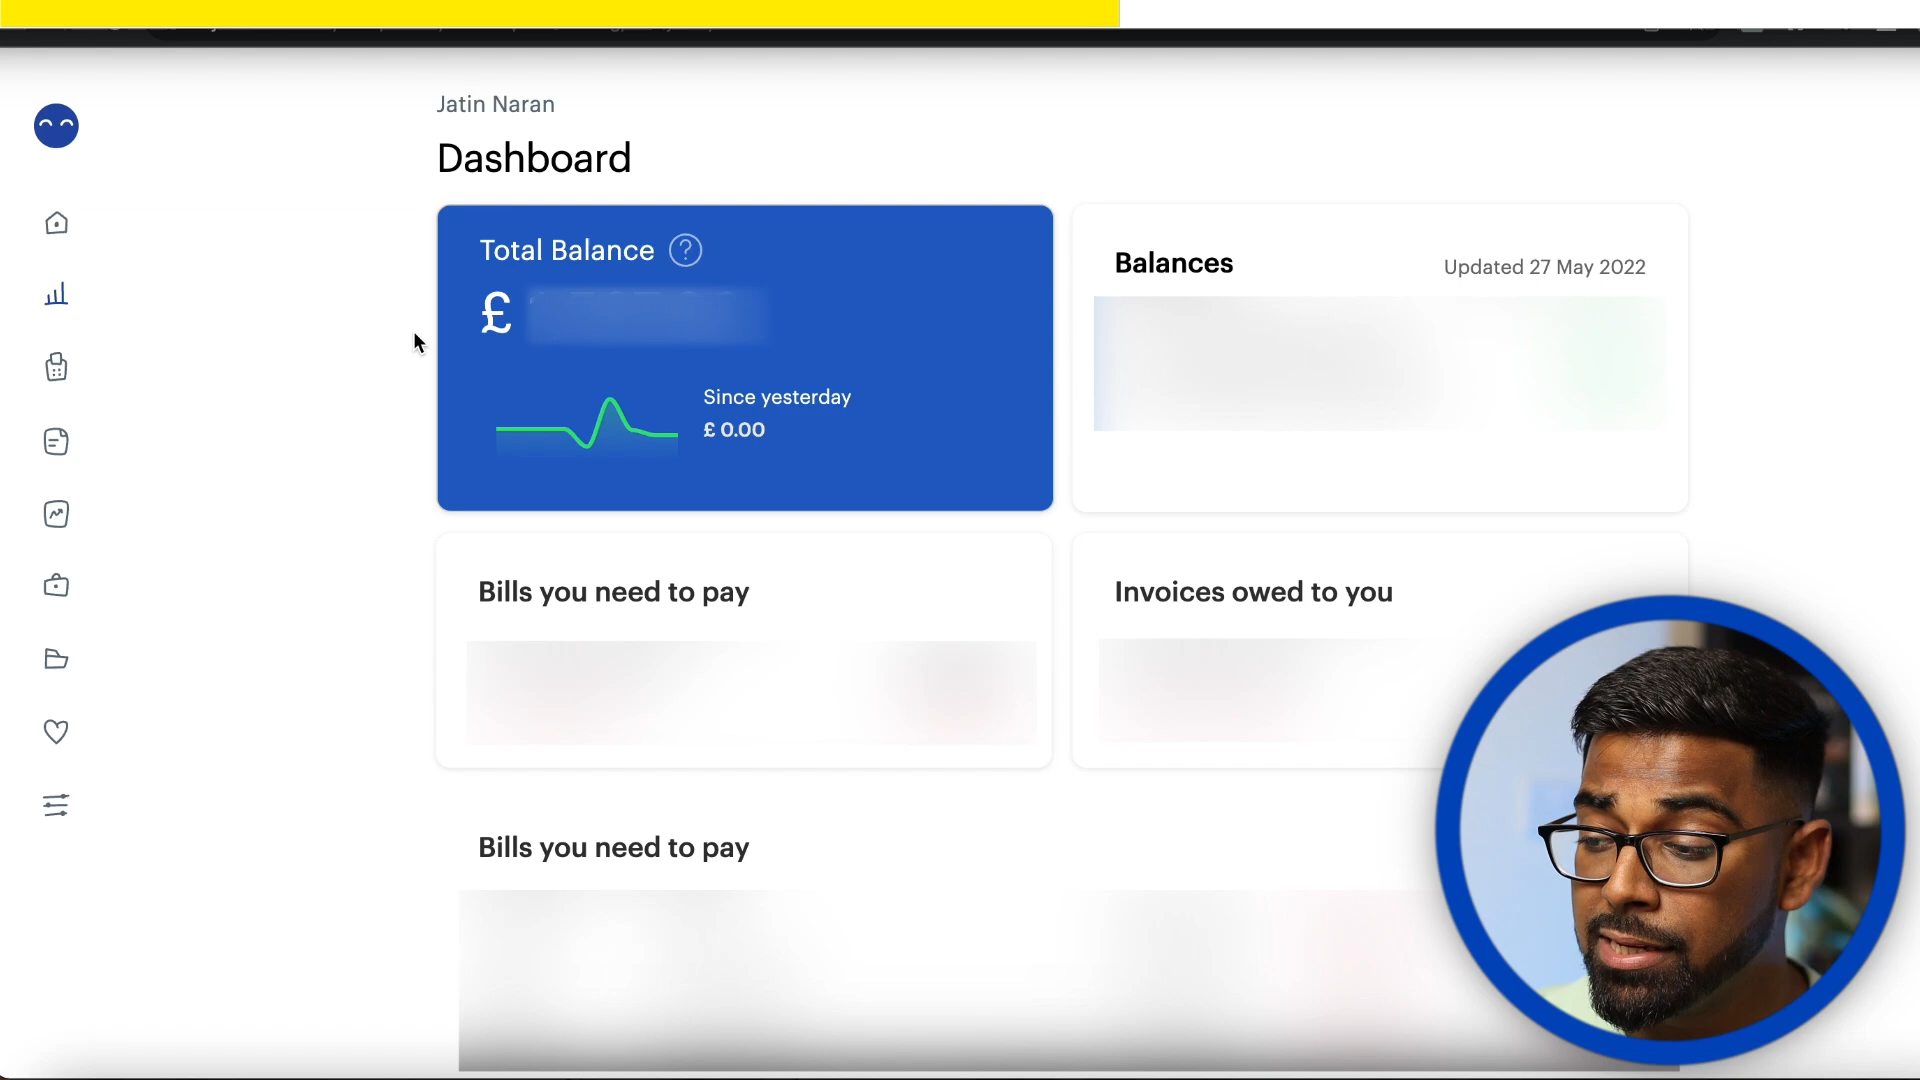 Jatin Naran
Dashboard
Total Balance ?
£
Since yesterday
£ 0.00
Balances
Updated 27 May 2022
Bills you need to pay
Invoices owed to you
Bills you need to pay